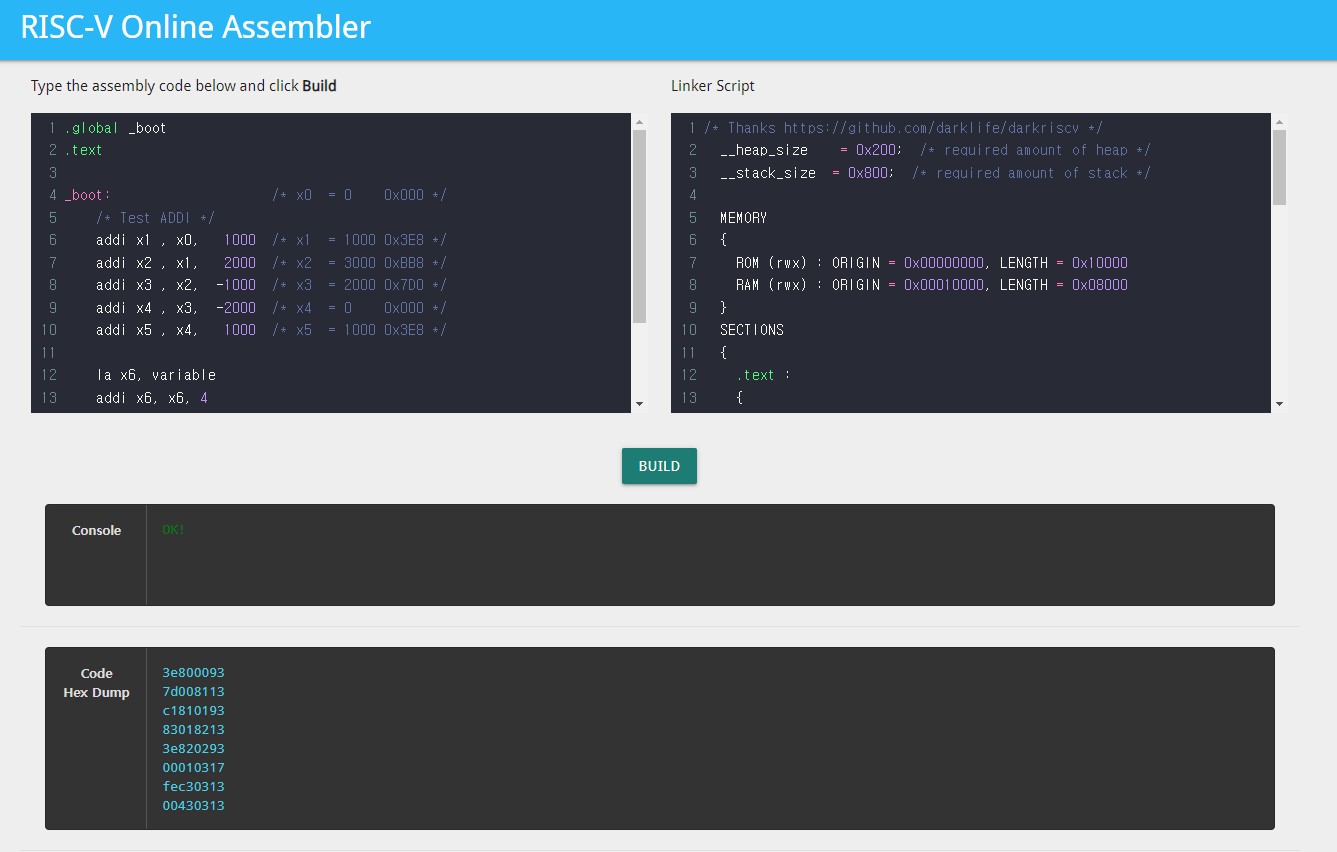 RISC-V Online Assembler
Type the assembly code below and click Build
1 .global _boot
2 .text
3
4 _boot:                    /* x0  = 0    0x000 */
5     /* Test ADDI */
6     addi x1 , x0,   1000  /* x1  = 1000 0x3E8 */
7     addi x2 , x1,   2000  /* x2  = 3000 0xBB8 */
8     addi x3 , x2,  -1000  /* x3  = 2000 0x7D0 */
9     addi x4 , x3,  -2000  /* x4  = 0    0x000 */
10     addi x5 , x4,   1000  /* x5  = 1000 0x3E8 */
11
12     la x6, variable
13     addi x6, x6, 4
Linker Script
1 /* Thanks https://github.com/darklife/darkriscv */
2   __heap_size    = 0x200;  /* required amount of heap */
3   __stack_size  = 0x800;  /* required amount of stack */
4
5   MEMORY
6   {
7     ROM (rwx) : ORIGIN = 0x00000000, LENGTH = 0x10000
8     RAM (rwx) : ORIGIN = 0x00010000, LENGTH = 0x08000
9   }
10   SECTIONS
11   {
12     .text :
13     {
BUILD
Console
OK!
Code
Hex Dump
3e800093
7d008113
c1810193
83018213
3e820293
00010317
fec30313
00430313